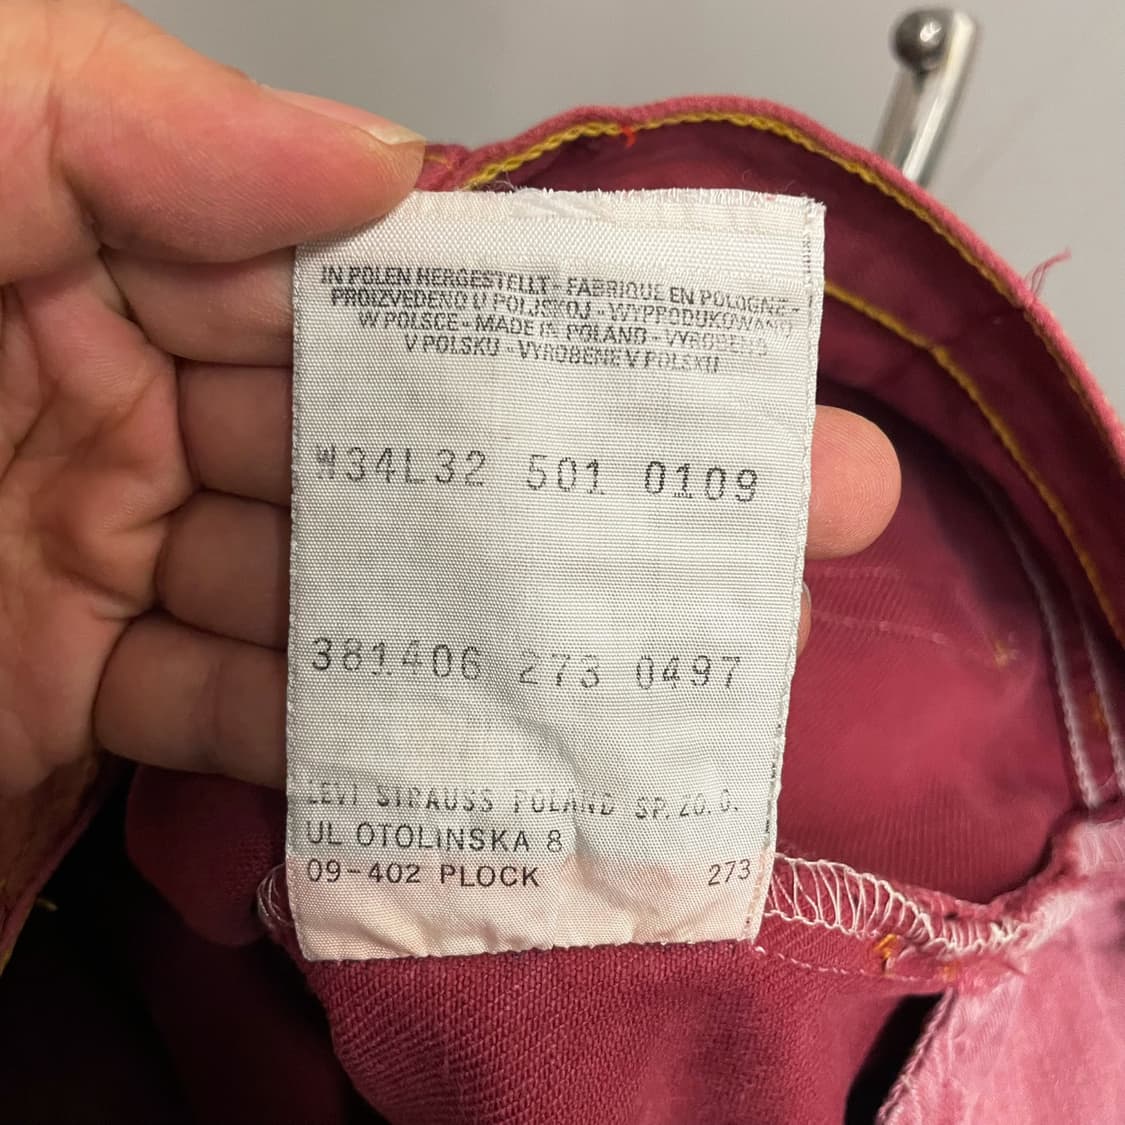 IN POLEN HERGESTELLT - FABRIQUE EN POLOGNE -
PROIZVEDENO U POLJSKOJ - WYPPODUKOWANO
W POLSCE - MADE IN POLAND - VYROBENO
V POLSKU - VYROBENE V POLSKU
W34L32 501 0109
381406 273 0497
LEVI STRAUSS POLAND SP. ZO. O.
UL OTOLINSKA 8
09-402 PLOCK 273